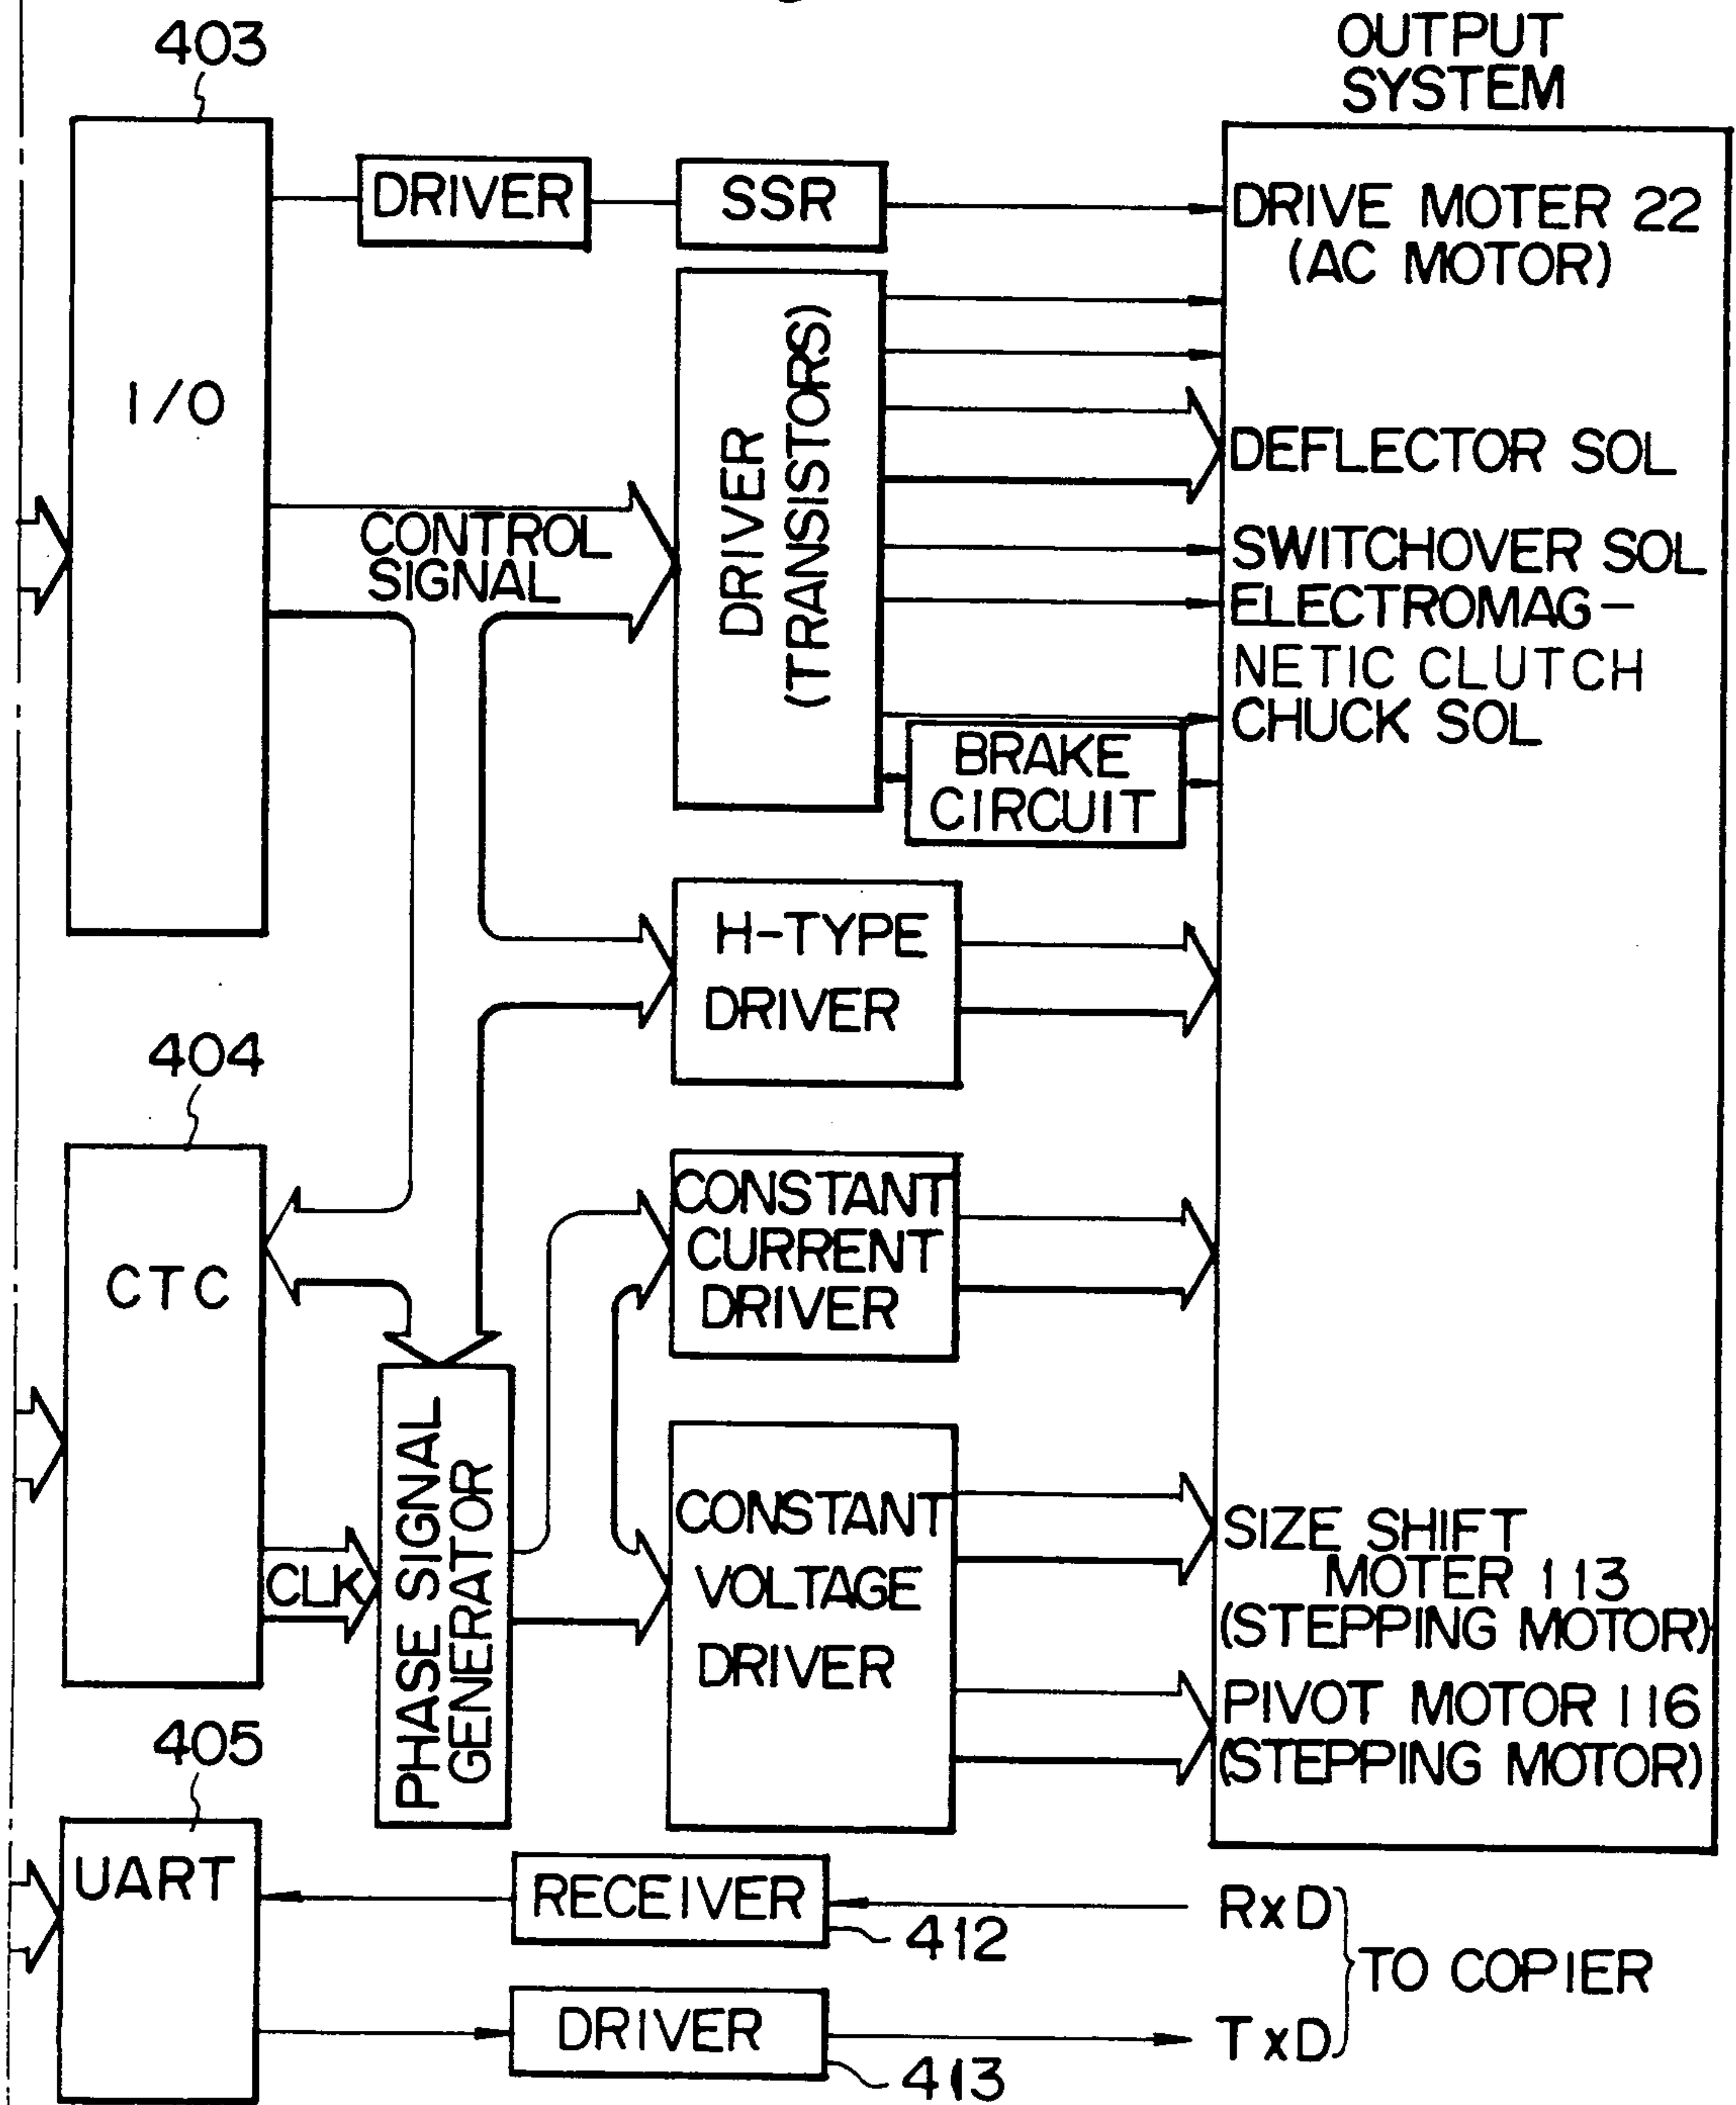 403
OUTPUT
SYSTEM
DRIVER
SSR
DRIVE MOTER 22
(AC MOTOR)
I/O
DRIVER
(TRANSISTORS)
DEFLECTOR SOL
CONTROL
SIGNAL
SWITCHOVER SOL
ELECTROMAG-
NETIC CLUTCH
CHUCK SOL
BRAKE
CIRCUIT
H-TYPE
DRIVER
404
CTC
CONSTANT
CURRENT
DRIVER
PHASE SIGNAL
GENERATOR
CLK
CONSTANT
VOLTAGE
DRIVER
SIZE SHIFT
MOTER 113
(STEPPING MOTOR)
PIVOT MOTOR 116
(STEPPING MOTOR)
405
UART
RECEIVER
412
RxD
TO COPIER
DRIVER
413
TxD